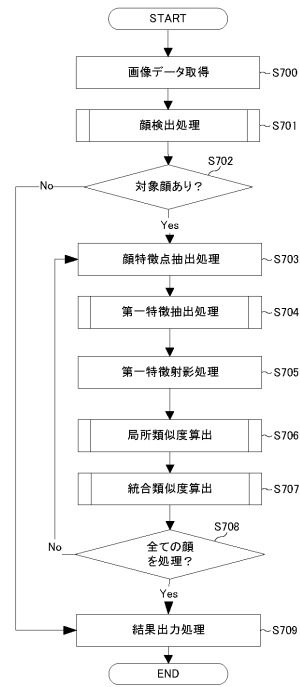 START
画像データ取得
S700
顔検出処理
S701
S702
対象顔あり?
No
Yes
顔特徴点抽出処理
S703
第一特徴抽出処理
S704
第一特徴射影処理
S705
局所類似度算出
S706
統合類似度算出
S707
S708
全ての顔
を処理?
No
Yes
結果出力処理
S709
END